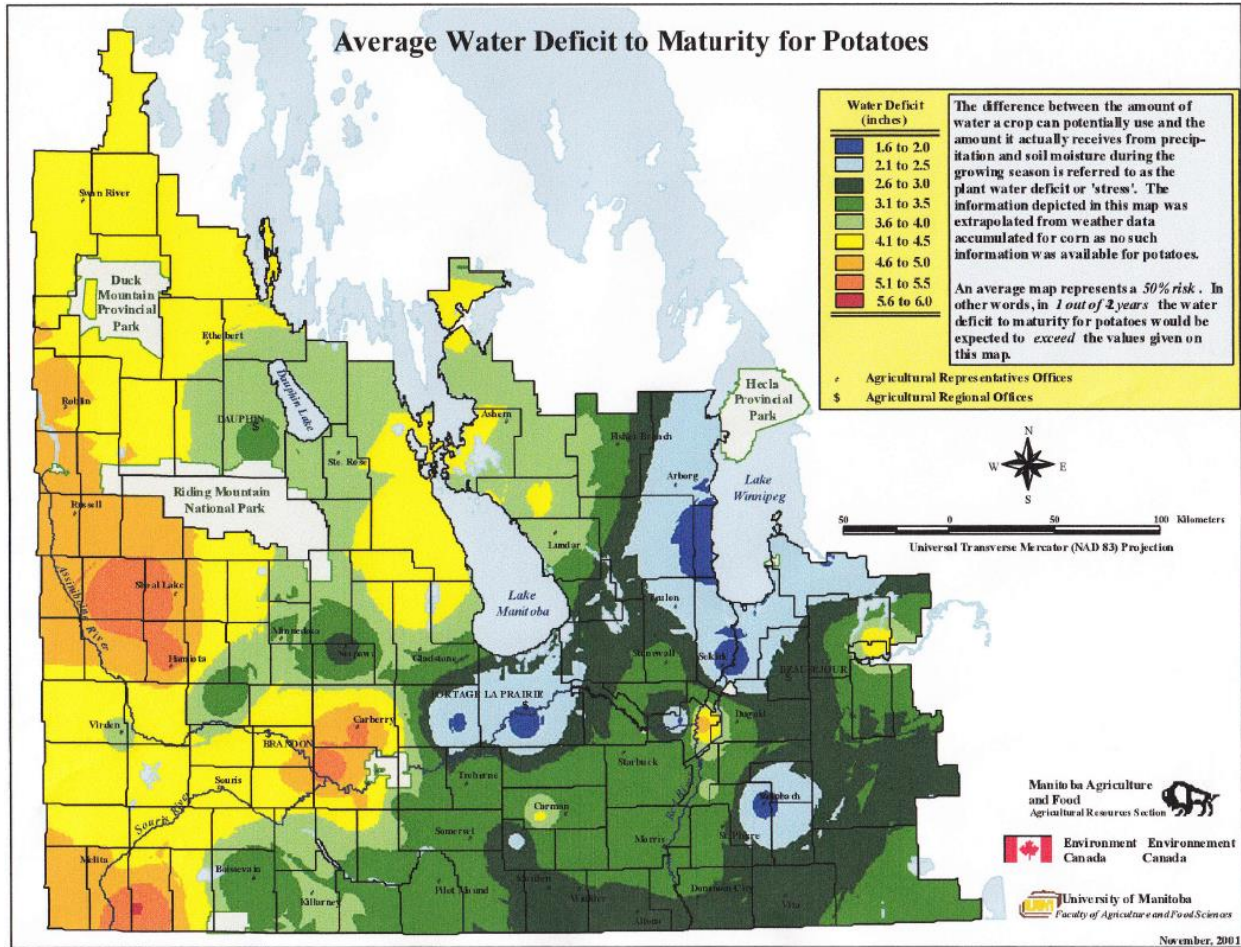 Average Water Deficit to Maturity for Potatoes
Water Deficit
(inches)
1.6 to 2.0
2.1 to 2.5
2.6 to 3.0
3.1 to 3.5
3.6 to 4.0
4.1 to 4.5
4.6 to 5.0
5.1 to 5.5
5.6 to 6.0
The difference between the amount of
water a crop can potentially use and the
amount it actually receives from precip-
itation and soil moisture during the
growing season is referred to as the
plant water deficit or 'stress'. The
information depicted in this map was
extrapolated from weather data
accumulated for corn as no such
information was available for potatoes.
An average map represents a 50% risk. In
other words, in 1 out of 2 years the water
deficit to maturity for potatoes would be
expected to exceed the values given on
this map.
Agricultural Representatives Offices
$ Agricultural Regional Offices
Swan River
Duck
Mountain
Provincial
Park
Ethelbert
Roblin
Dauphin Lake
DAUPHIN
Ste. Rose
Ashern
Fisher Branch
Hecla
Provincial
Park
Arborg
Lake
Winnipeg
Riding Mountain
National Park
Russell
Lundar
Assiniboine River
Shoal Lake
Lake
Manitoba
Teulon
Minnedosa
Neepawa
Gladstone
Stonewall
Selkirk
BEAUSEJOUR
Hamiota
PORTAGE LA PRAIRIE
Virden
Carberry
BRANDON
Dugald
Souris
Treherne
Starbuck
Souris River
Carman
Steinbach
Somerset
Morris
St. Pierre
Melita
Boissevain
Killarney
Pilot Mound
Morden
Winkler
Altona
Dominion City
Vita
N
W E
S
50 0 50 100 Kilometers
Universal Transverse Mercator (NAD 83) Projection
Manitoba Agriculture
and Food
Agricultural Resources Section
Environment Environnement
Canada Canada
University of Manitoba
Faculty of Agriculture and Food Sciences
November, 2001